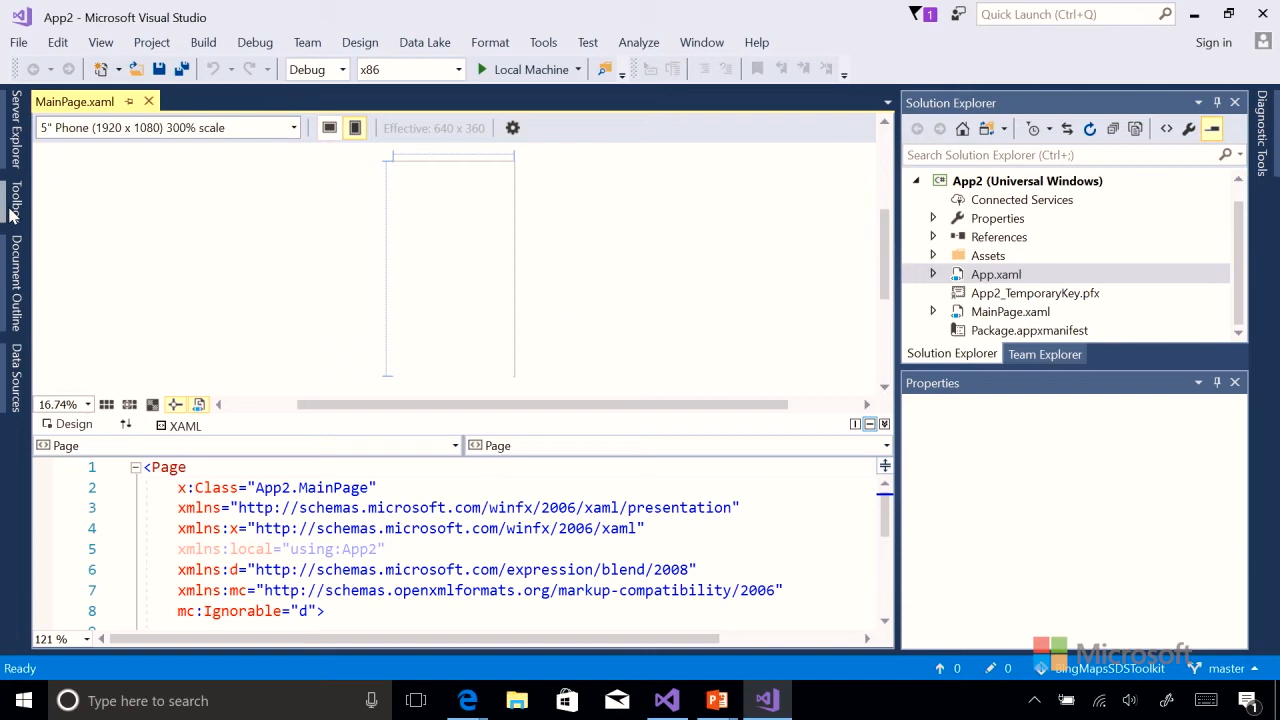 App2 - Microsoft Visual Studio
1
Quick Launch (Ctrl+Q)
File Edit View Project Build Debug Team Design Data Lake Format Tools Test Analyze Window Help
Sign in
Debug x86 Local Machine
Server Explorer
Toolbox
Document Outline
Data Sources
MainPage.xaml
5" Phone (1920 x 1080) 300% scale
Effective: 640 x 360
16.74%
Design XAML
Page Page
1 <Page
2 x:Class="App2.MainPage"
3 xmlns="http://schemas.microsoft.com/winfx/2006/xaml/presentation"
4 xmlns:x="http://schemas.microsoft.com/winfx/2006/xaml"
5 xmlns:local="using:App2"
6 xmlns:d="http://schemas.microsoft.com/expression/blend/2008"
7 xmlns:mc="http://schemas.openxmlformats.org/markup-compatibility/2006"
8 mc:Ignorable="d">
121 %
Solution Explorer
Search Solution Explorer (Ctrl+;)
App2 (Universal Windows)
Connected Services
Properties
References
Assets
App.xaml
App2_TemporaryKey.pfx
MainPage.xaml
Package.appxmanifest
Solution Explorer Team Explorer
Properties
Diagnostic Tools
Microsoft
Ready
0 0 BingMapsSDSToolkit master
Type here to search
1